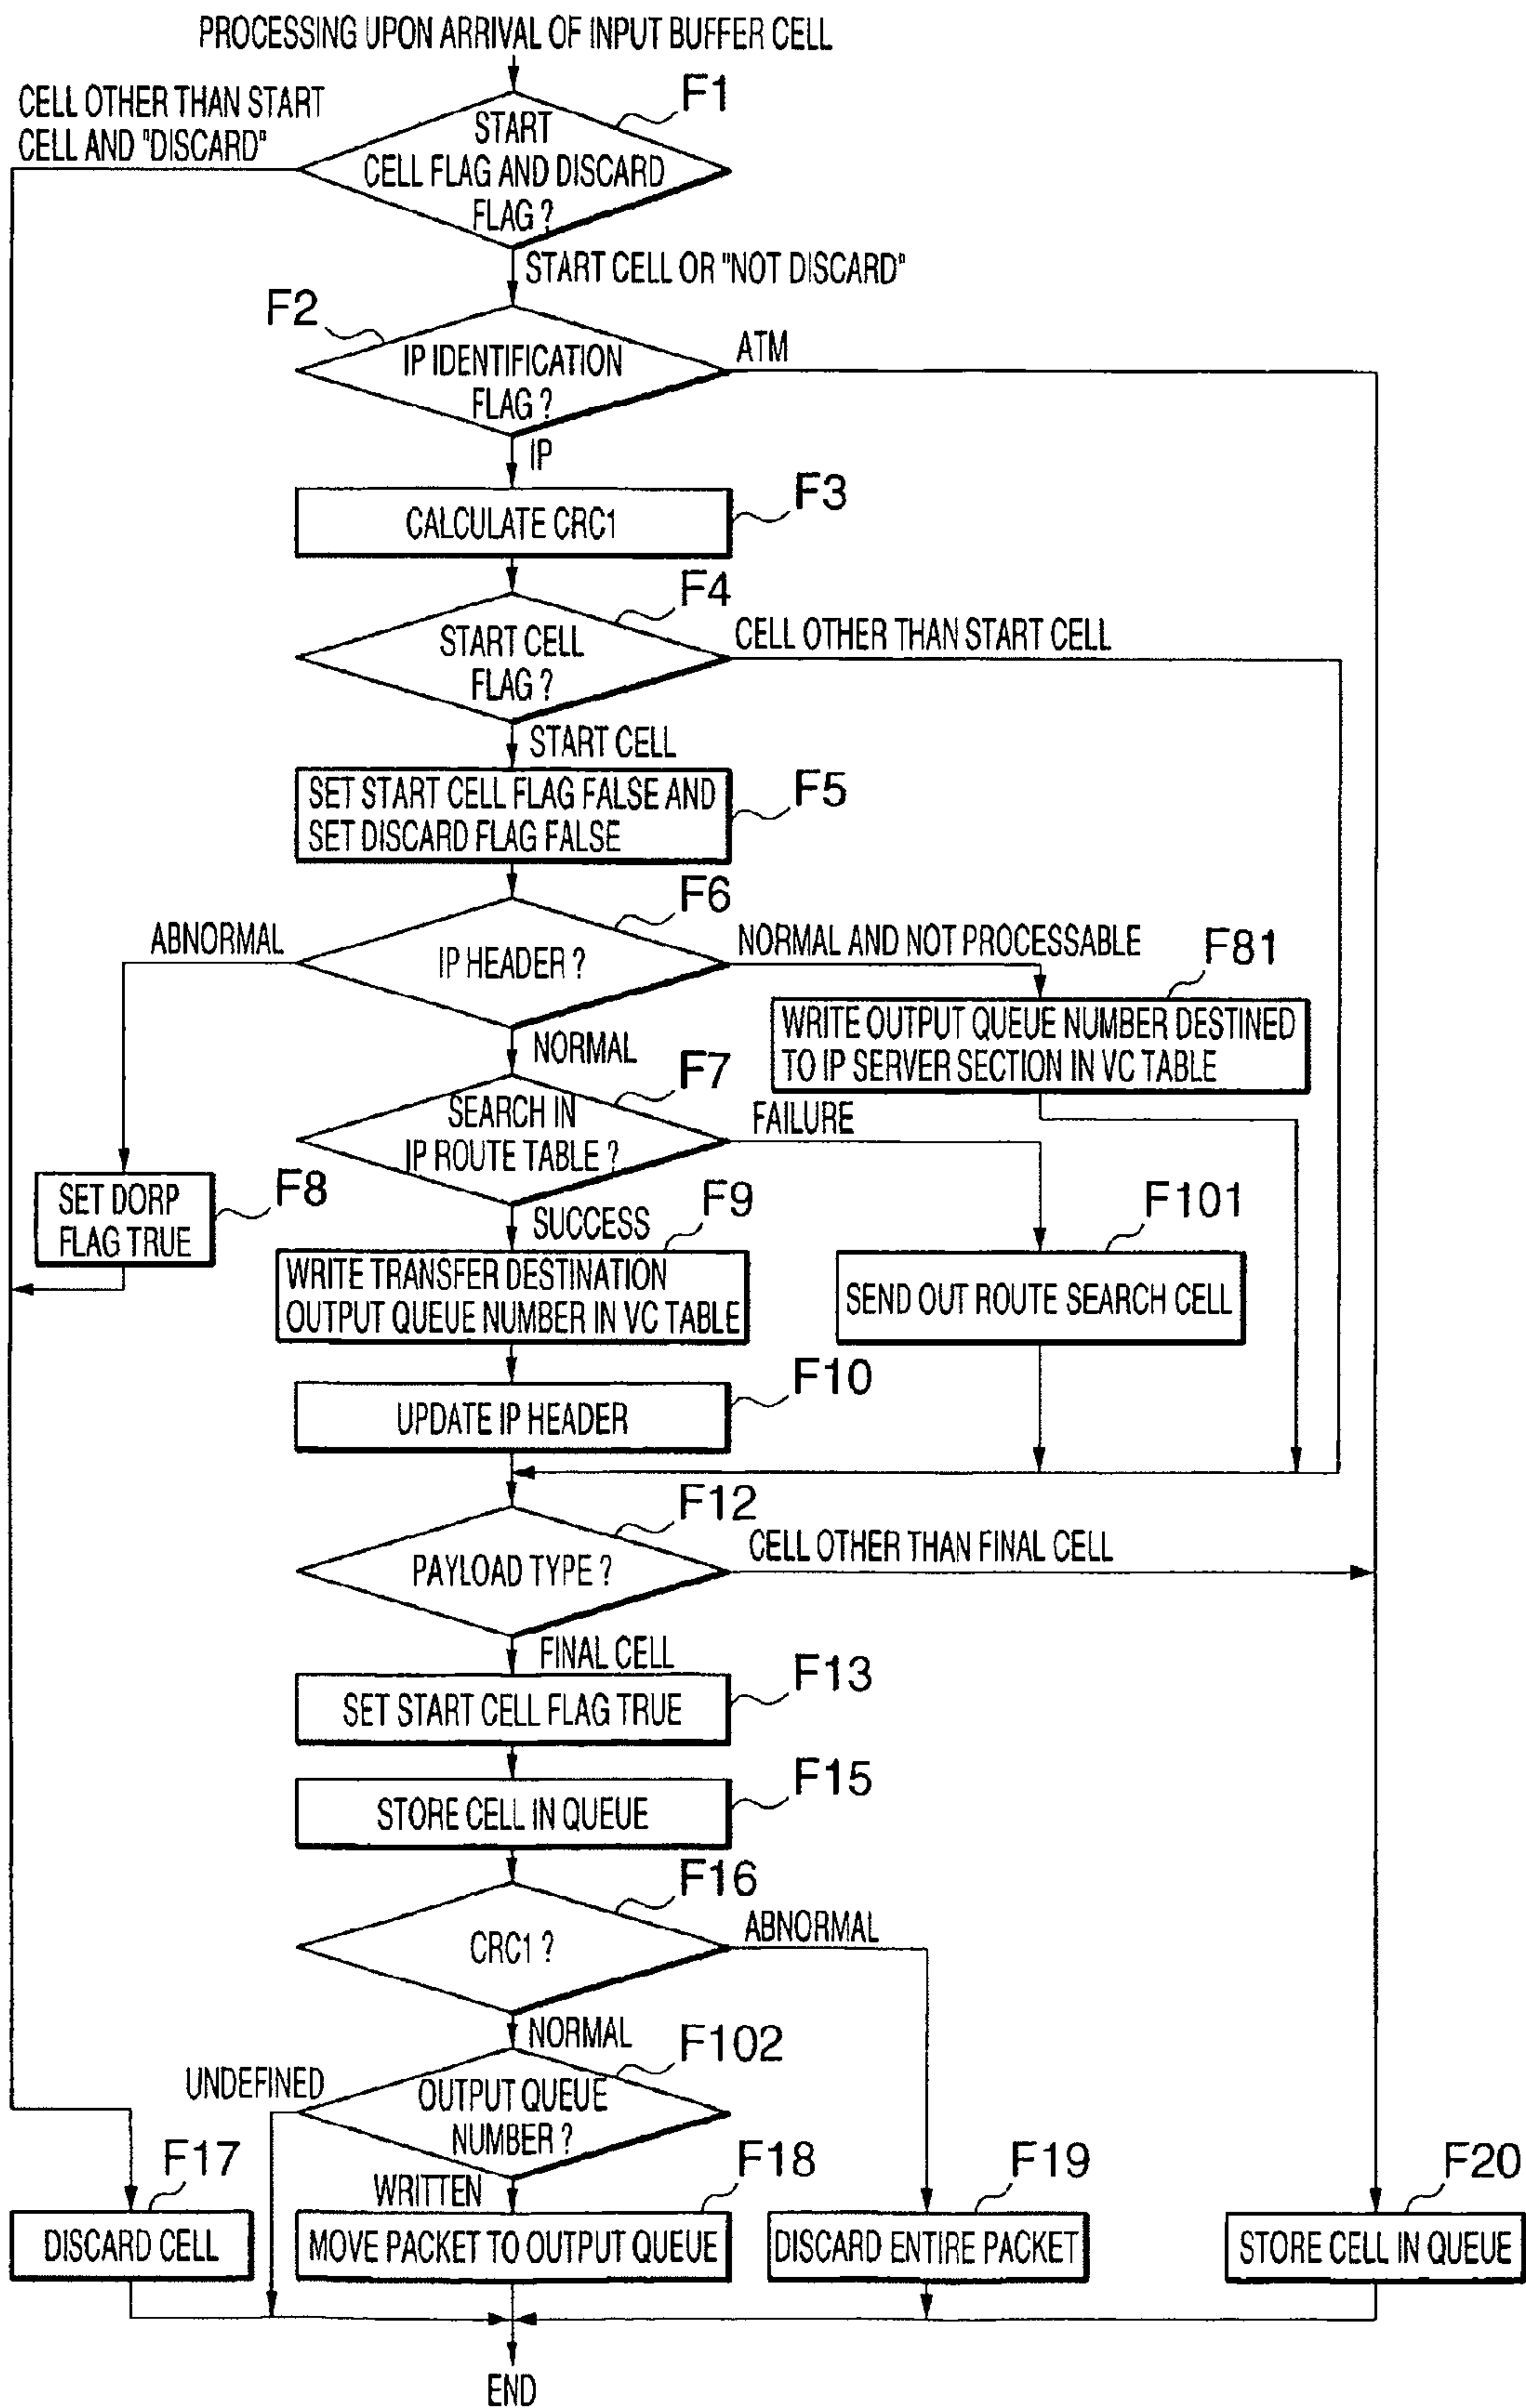 PROCESSING UPON ARRIVAL OF INPUT BUFFER CELL
CELL OTHER THAN START
CELL AND "DISCARD"
F1
START
CELL FLAG AND DISCARD
FLAG ?
START CELL OR "NOT DISCARD"
F2
IP IDENTIFICATION
FLAG ?
ATM
IP
F3
CALCULATE CRC1
F4
START CELL
FLAG ?
CELL OTHER THAN START CELL
START CELL
F5
SET START CELL FLAG FALSE AND
SET DISCARD FLAG FALSE
F6
ABNORMAL
IP HEADER ?
NORMAL AND NOT PROCESSABLE
F81
WRITE OUTPUT QUEUE NUMBER DESTINED
TO IP SERVER SECTION IN VC TABLE
NORMAL
F7
SEARCH IN
IP ROUTE TABLE ?
FAILURE
F8
SET DORP
FLAG TRUE
SUCCESS
F9
WRITE TRANSFER DESTINATION
OUTPUT QUEUE NUMBER IN VC TABLE
F101
SEND OUT ROUTE SEARCH CELL
F10
UPDATE IP HEADER
F12
PAYLOAD TYPE ?
CELL OTHER THAN FINAL CELL
FINAL CELL
F13
SET START CELL FLAG TRUE
F15
STORE CELL IN QUEUE
F16
CRC1 ?
ABNORMAL
NORMAL
F102
UNDEFINED
OUTPUT QUEUE
NUMBER ?
WRITTEN
F17
DISCARD CELL
F18
MOVE PACKET TO OUTPUT QUEUE
F19
DISCARD ENTIRE PACKET
F20
STORE CELL IN QUEUE
END